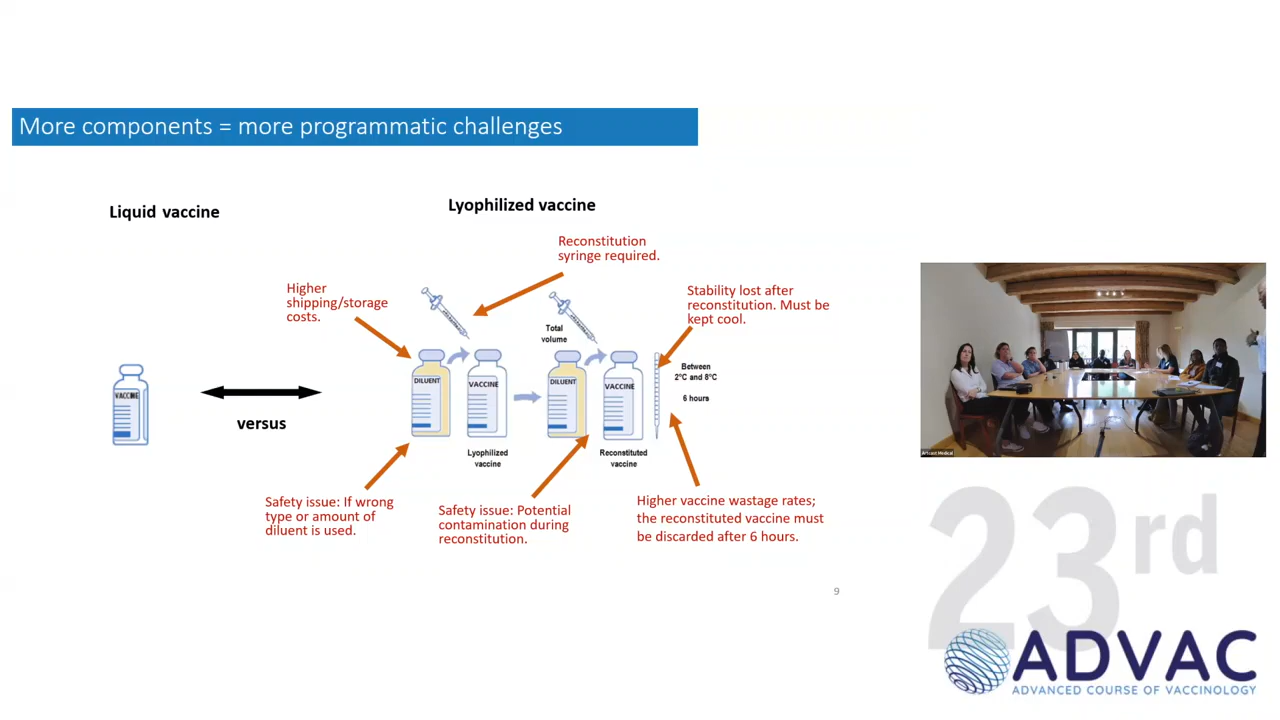 More components = more programmatic challenges
Liquid vaccine
Lyophilized vaccine
Reconstitution
syringe required.
Higher
shipping/storage
costs.
Stability lost after
reconstitution. Must be
kept cool.
Total
volume
Between
2°C and 8°C
6 hours
VACCINE
versus
DILUENT
VACCINE
DILUENT
VACCINE
Lyophilized
vaccine
Reconstituted
vaccine
Safety issue: If wrong
type or amount of
diluent is used.
Safety issue: Potential
contamination during
reconstitution.
Higher vaccine wastage rates;
the reconstituted vaccine must
be discarded after 6 hours.
9
Artcast Medical
23rd
ADVAC
ADVANCED COURSE OF VACCINOLOGY